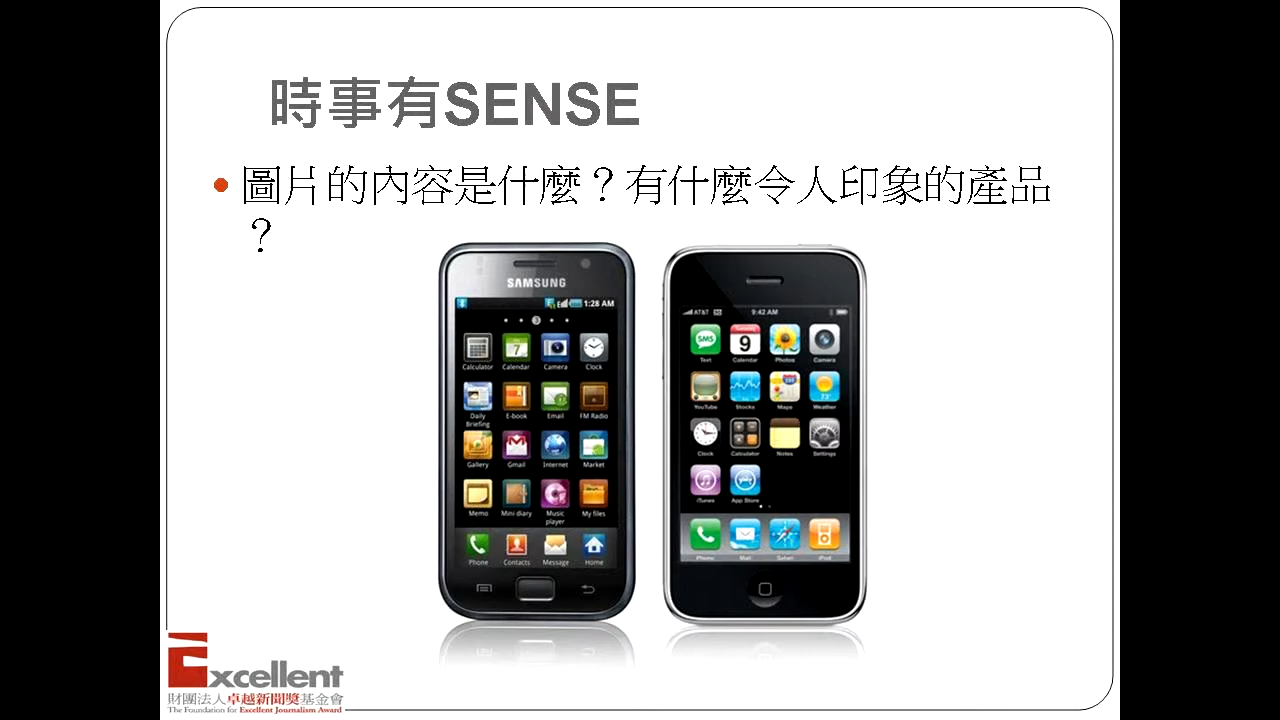 時事有SENSE
圖片的內容是什麼？有什麼令人印象的產品
？
SAMSUNG
1:28 AM
3
7
Calculator Calendar Camera Clock
Daily Briefing E-book Email FM Radio
Gallery Gmail Internet Market
Memo Mini diary Music player My files
Phone Contacts Message Home
AT&T 9:42 AM
SMS
Tuesday
9
Text Calendar Photos Camera
280
73°
YouTube Stocks Maps Weather
Clock Calculator Notes Settings
iTunes App Store
Phone Mail Safari iPod
Excellent
財團法人卓越新聞獎基金會
The Foundation for Excellent Journalism Award